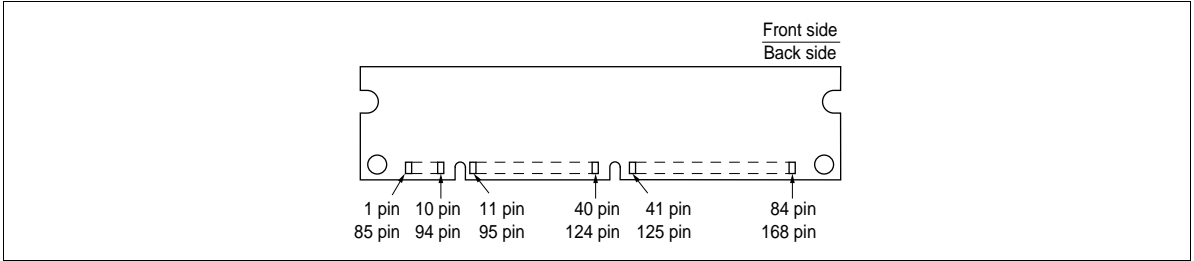 Front side
Back side
1 pin 10 pin 11 pin 40 pin 41 pin 84 pin
85 pin 94 pin 95 pin 124 pin 125 pin 168 pin